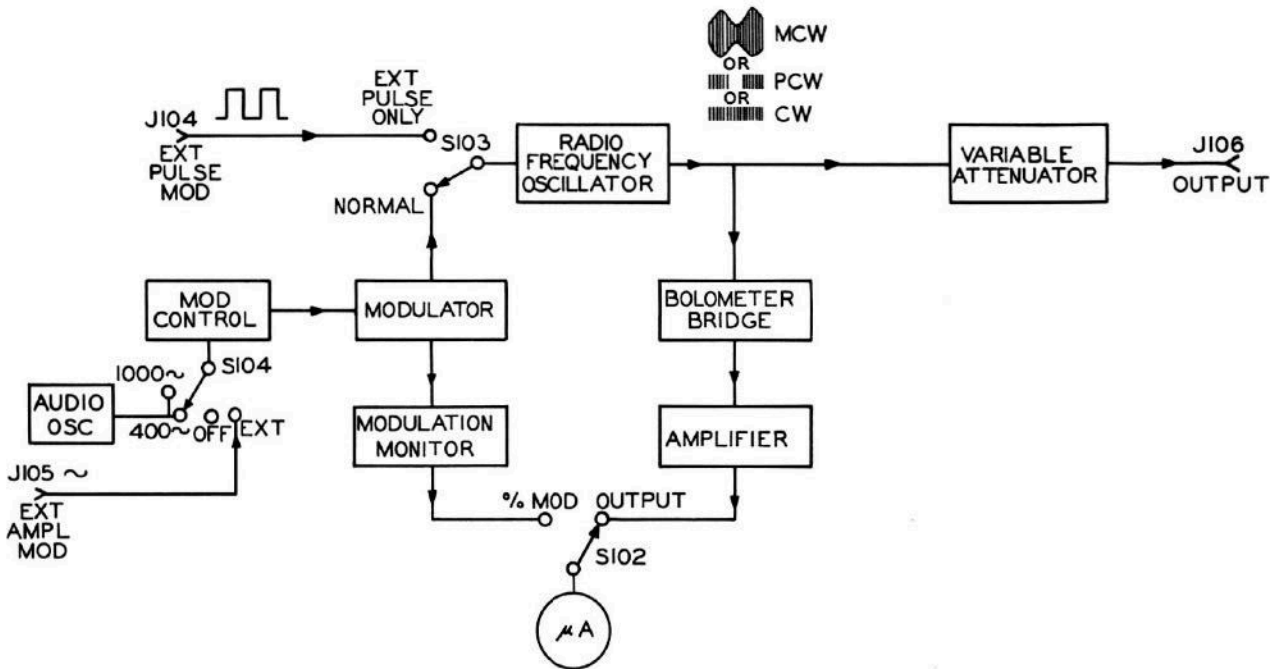 MCW
OR
PCW
OR
CW
J104
EXT
PULSE
MOD
EXT
PULSE
ONLY
S103
NORMAL
RADIO
FREQUENCY
OSCILLATOR
VARIABLE
ATTENUATOR
J106
OUTPUT
MOD
CONTROL
MODULATOR
BOLOMETER
BRIDGE
S104
1000~
AUDIO
OSC
400~
OFF
EXT
J105 ~
EXT
AMPL
MOD
MODULATION
MONITOR
AMPLIFIER
% MOD
OUTPUT
S102
μA